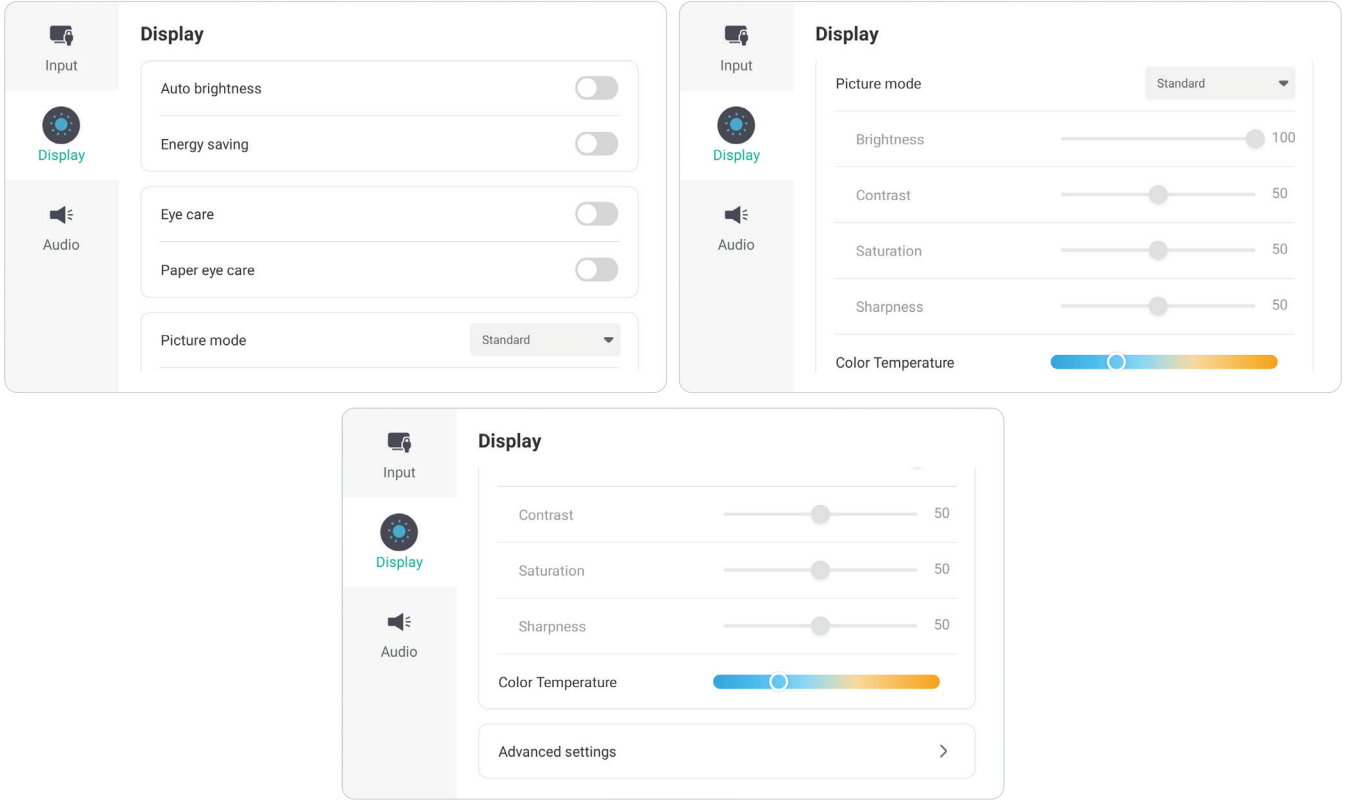 Input
Display
Audio
Display
Auto brightness
Energy saving
Eye care
Paper eye care
Picture mode Standard
Input
Display
Audio
Display
Picture mode Standard
Brightness 100
Contrast 50
Saturation 50
Sharpness 50
Color Temperature
Input
Display
Audio
Display
Contrast 50
Saturation 50
Sharpness 50
Color Temperature
Advanced settings